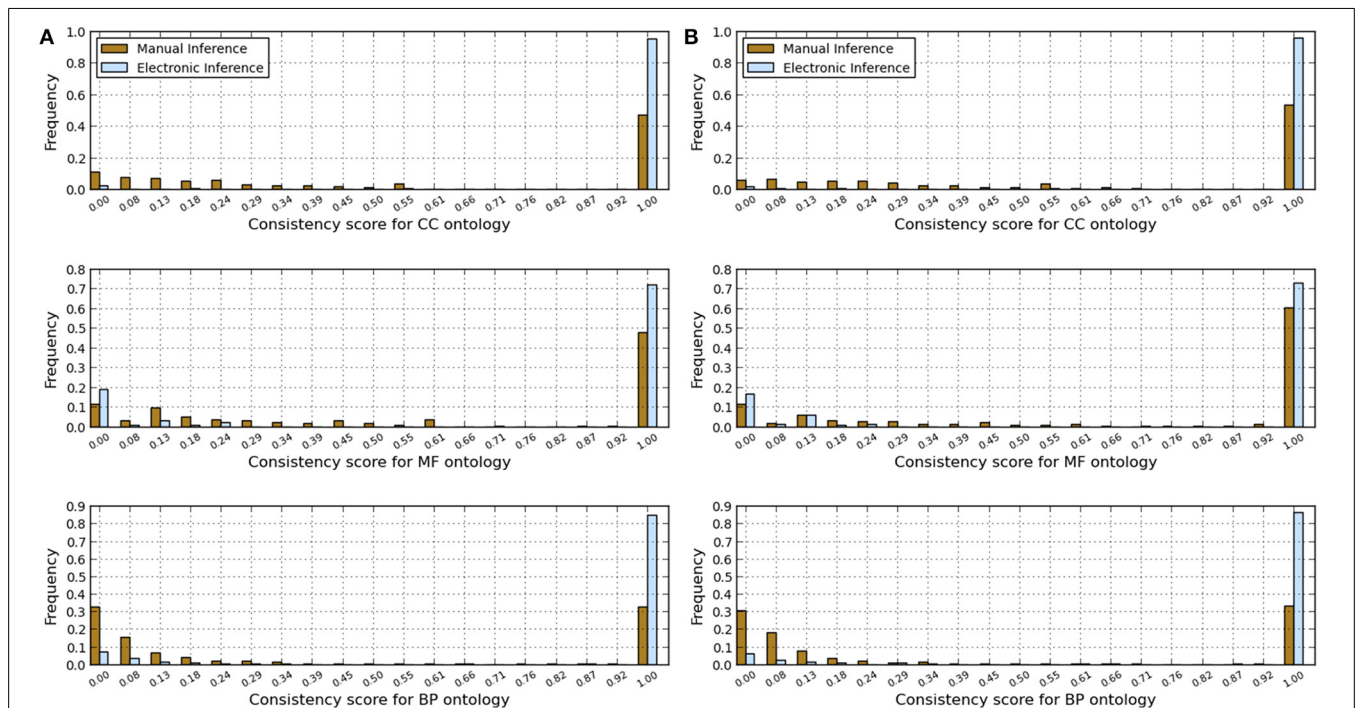 A
Manual Inference
Electronic Inference
Frequency
1.0
0.8
0.6
0.4
0.2
0.0
0.00 0.08 0.13 0.18 0.24 0.29 0.34 0.39 0.45 0.50 0.55 0.61 0.66 0.71 0.76 0.82 0.87 0.92 1.00
Consistency score for CC ontology
B
Manual Inference
Electronic Inference
Frequency
1.0
0.8
0.6
0.4
0.2
0.0
0.00 0.08 0.13 0.18 0.24 0.29 0.34 0.39 0.45 0.50 0.55 0.61 0.66 0.71 0.76 0.82 0.87 0.92 1.00
Consistency score for CC ontology
Frequency
0.8
0.7
0.6
0.5
0.4
0.3
0.2
0.1
0.0
0.00 0.08 0.13 0.18 0.24 0.29 0.34 0.39 0.45 0.50 0.55 0.61 0.66 0.71 0.76 0.82 0.87 0.92 1.00
Consistency score for MF ontology
Frequency
0.8
0.7
0.6
0.5
0.4
0.3
0.2
0.1
0.0
0.00 0.08 0.13 0.18 0.24 0.29 0.34 0.39 0.45 0.50 0.55 0.61 0.66 0.71 0.76 0.82 0.87 0.92 1.00
Consistency score for MF ontology
Frequency
0.9
0.8
0.7
0.6
0.5
0.4
0.3
0.2
0.1
0.0
0.00 0.08 0.13 0.18 0.24 0.29 0.34 0.39 0.45 0.50 0.55 0.61 0.66 0.71 0.76 0.82 0.87 0.92 1.00
Consistency score for BP ontology
Frequency
0.9
0.8
0.7
0.6
0.5
0.4
0.3
0.2
0.1
0.0
0.00 0.08 0.13 0.18 0.24 0.29 0.34 0.39 0.45 0.50 0.55 0.61 0.66 0.71 0.76 0.82 0.87 0.92 1.00
Consistency score for BP ontology